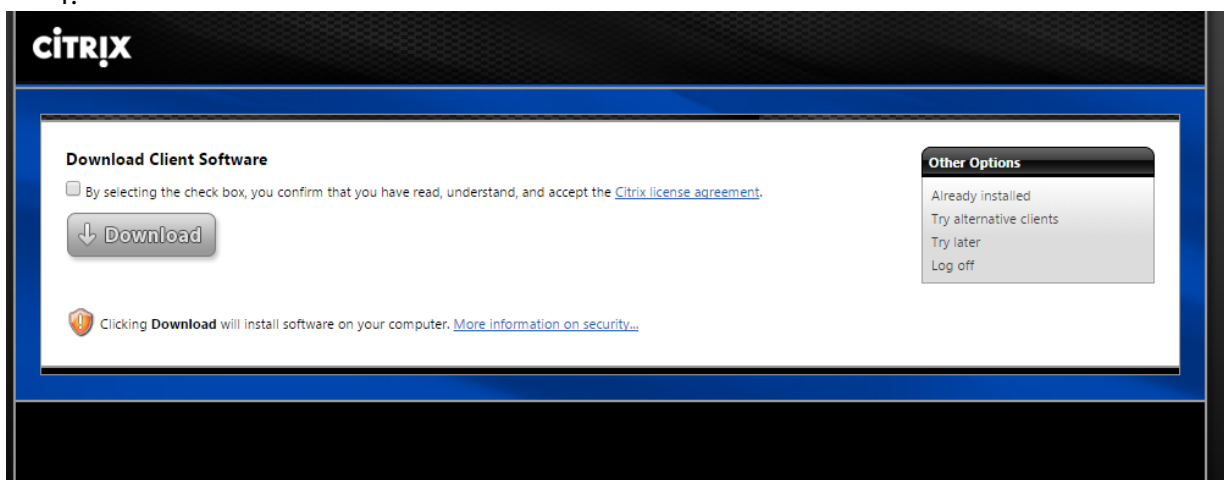 CİTRIX
Download Client Software
By selecting the check box, you confirm that you have read, understand, and accept the Citrix license agreement.
Download
Clicking Download will install software on your computer. More information on security...
Other Options
Already installed
Try alternative clients
Try later
Log off